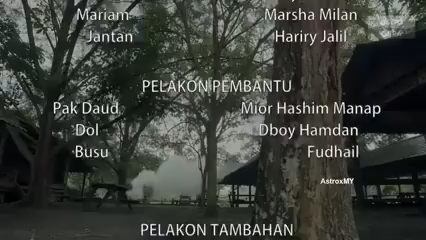 Mariam Marsha Milan
Jantan Hariry Jalil
PELAKON PEMBANTU
Pak Daud Mior Hashim Manap
Dol Dboy Hamdan
Busu Fudhail
AstroxMY
PELAKON TAMBAHAN